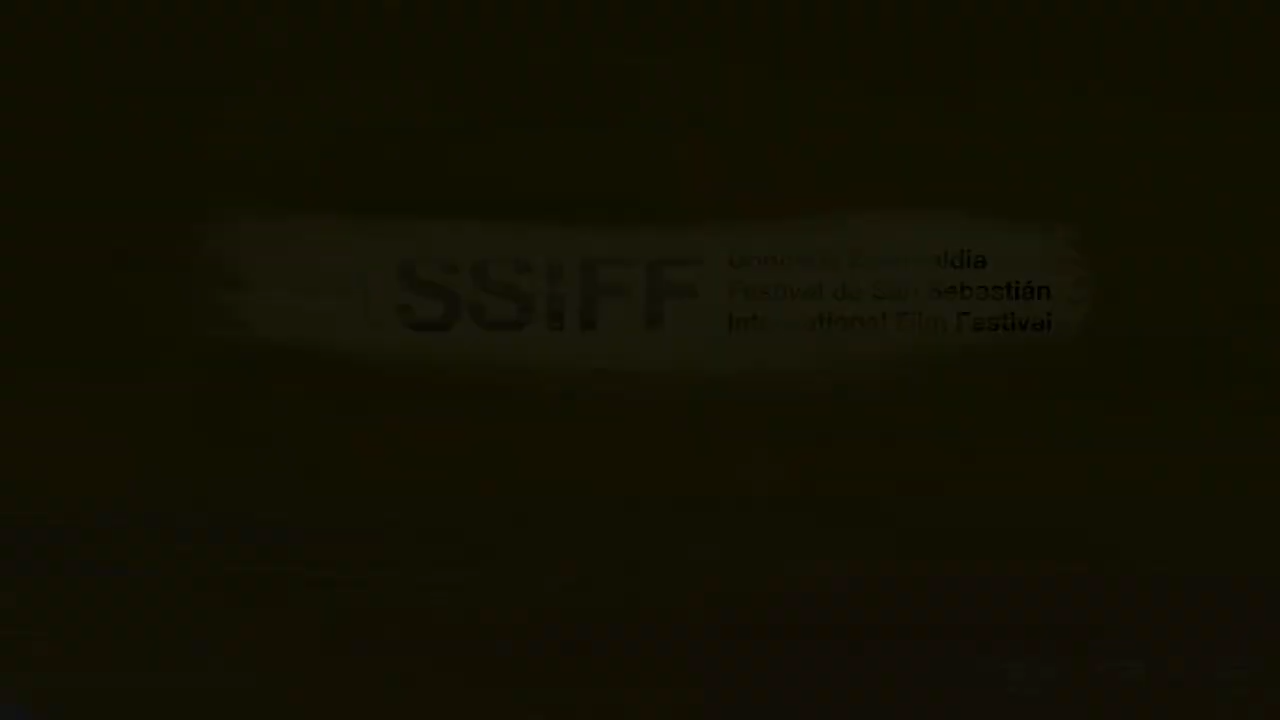 SSIFF
Donostia Zinemaldia
Festival de San Sebastián
International Film Festival